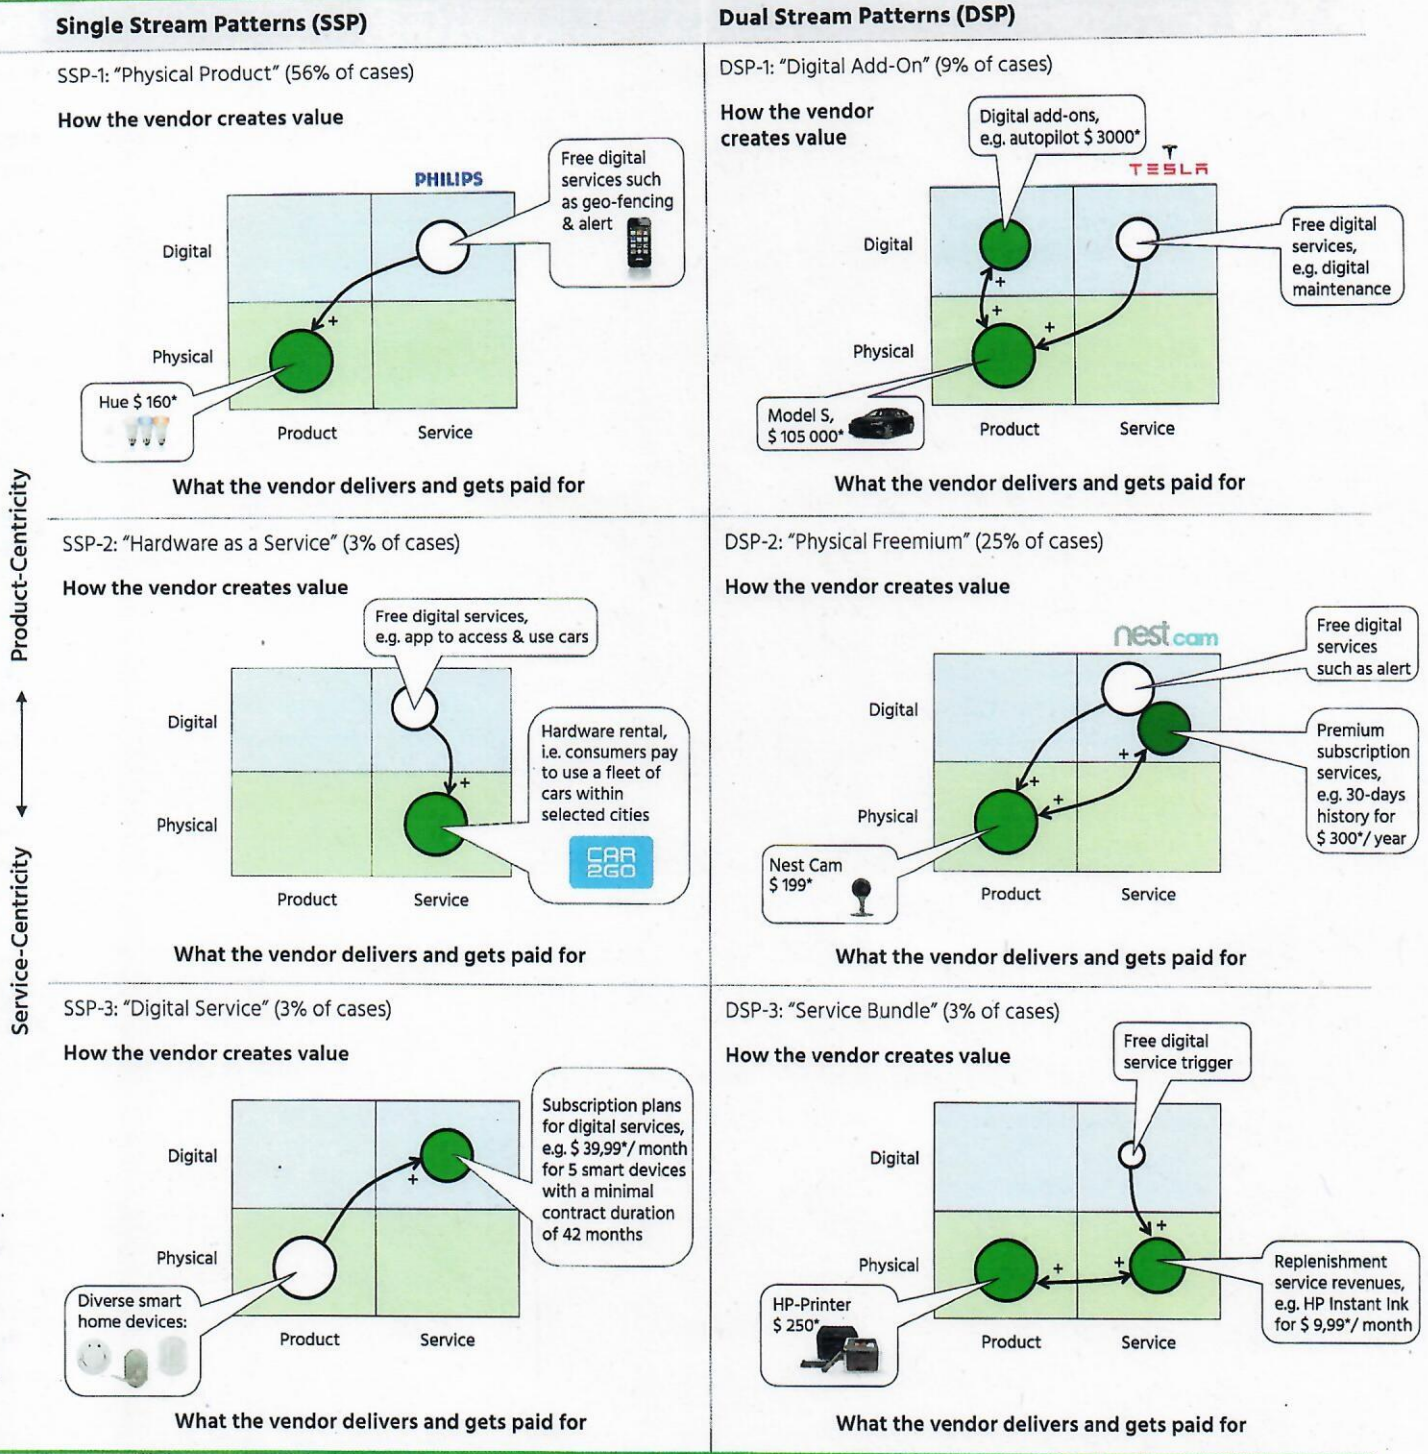 Single Stream Patterns (SSP)
Dual Stream Patterns (DSP)
SSP-1: “Physical Product” (56% of cases)
How the vendor creates value
PHILIPS
Free digital
services such
as geo-fencing
& alert
Digital
Physical
Hue $ 160*
Product
Service
What the vendor delivers and gets paid for
DSP-1: “Digital Add-On” (9% of cases)
How the vendor
creates value
Digital add-ons,
e.g. autopilot $ 3000*
TESLA
Free digital
services,
e.g. digital
maintenance
Digital
Physical
Model S,
$ 105 000*
Product
Service
What the vendor delivers and gets paid for
Product-Centricity
Service-Centricity
SSP-2: “Hardware as a Service” (3% of cases)
How the vendor creates value
Free digital services,
e.g. app to access & use cars
Digital
Hardware rental,
i.e. consumers pay
to use a fleet of
cars within
selected cities
CAR
2GO
Physical
Product
Service
What the vendor delivers and gets paid for
DSP-2: “Physical Freemium” (25% of cases)
How the vendor creates value
nest cam
Free digital
services
such as alert
Digital
Premium
subscription
services,
e.g. 30-days
history for
$ 300*/ year
Physical
Nest Cam
$ 199*
Product
Service
What the vendor delivers and gets paid for
SSP-3: “Digital Service” (3% of cases)
How the vendor creates value
Subscription plans
for digital services,
e.g. $ 39,99*/ month
for 5 smart devices
with a minimal
contract duration
of 42 months
Digital
Physical
Diverse smart
home devices:
Product
Service
What the vendor delivers and gets paid for
DSP-3: “Service Bundle” (3% of cases)
How the vendor creates value
Free digital
service trigger
Digital
Physical
HP-Printer
$ 250*
Replenishment
service revenues,
e.g. HP Instant Ink
for $ 9,99*/ month
Product
Service
What the vendor delivers and gets paid for